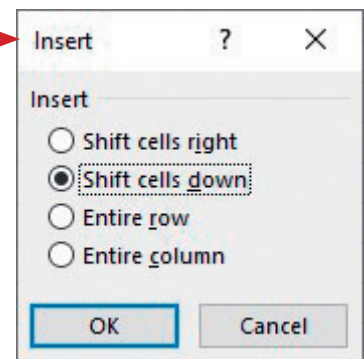 Insert ?
Insert
Shift cells right
Shift cells down
Entire row
Entire column
OK Cancel